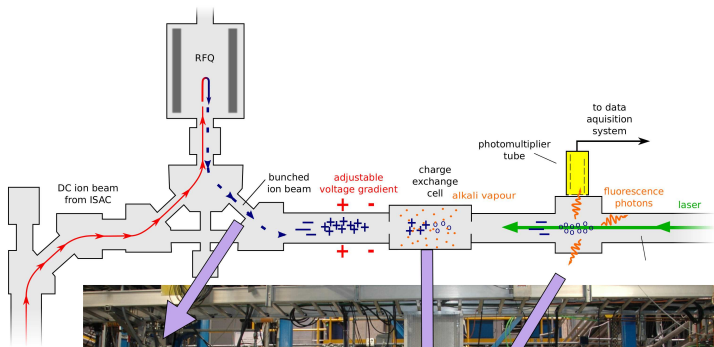 RFQ
to data
aquisition
system
photomultiplier
tube
DC ion beam
from ISAC
bunched
ion beam
adjustable
voltage gradient
+ -
+ -
charge
exchange
cell
alkali vapour
fluorescence
photons
laser